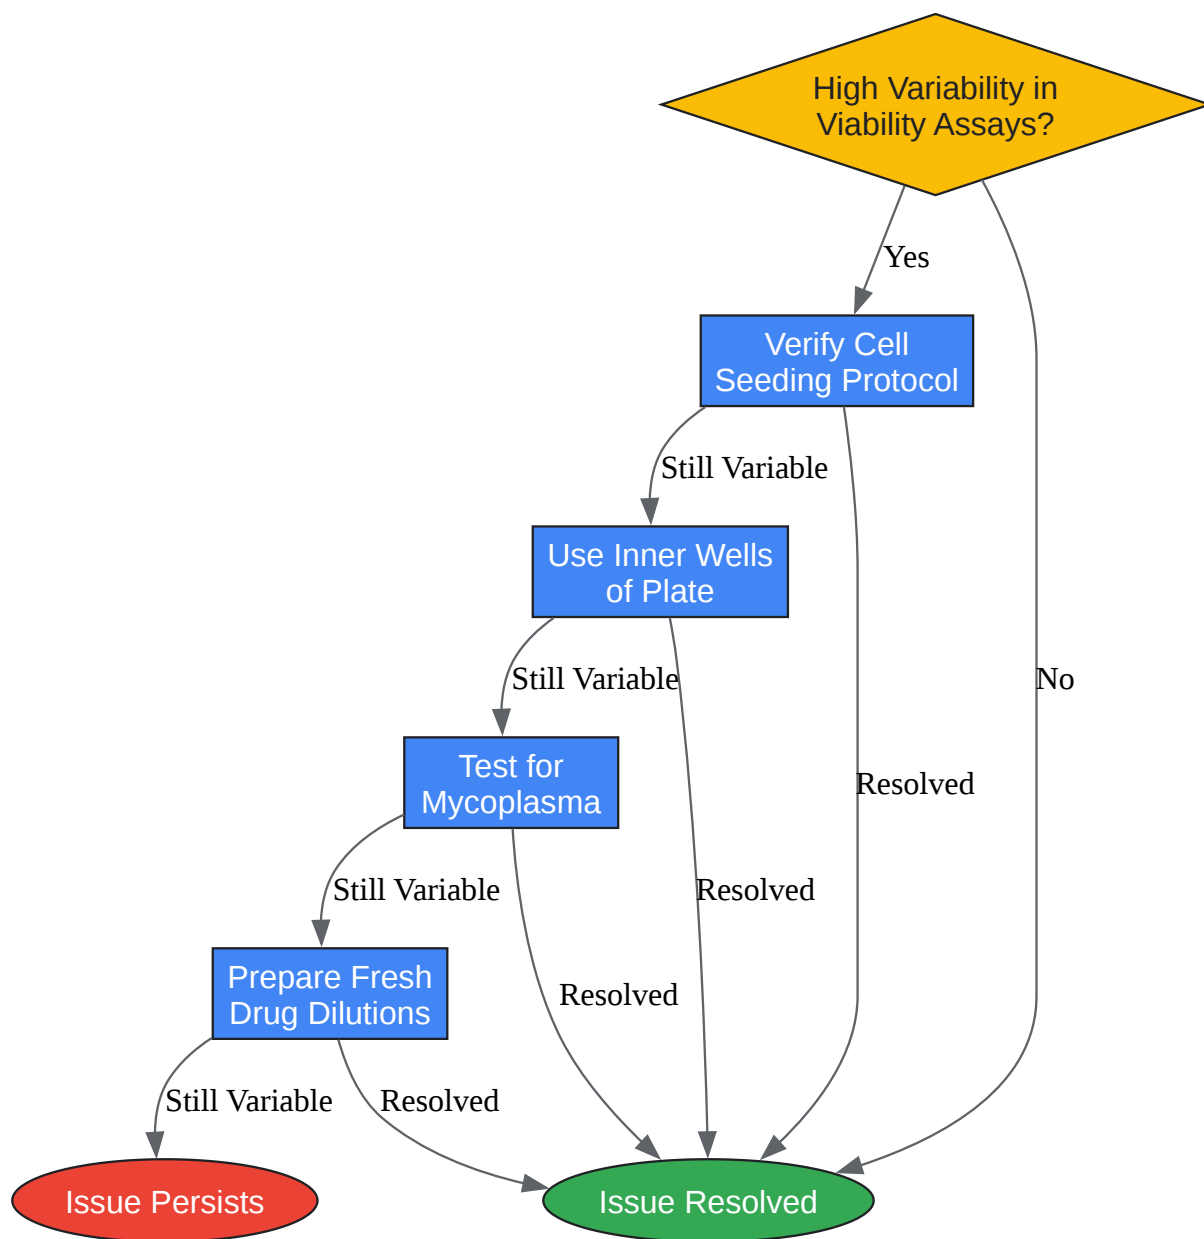 High Variability in
Viability Assays?
Yes
Verify Cell
Seeding Protocol
Still Variable
Use Inner Wells
of Plate
Still Variable
No
Test for
Mycoplasma
Resolved
Still Variable
Resolved
Prepare Fresh
Drug Dilutions
Resolved
Still Variable
Resolved
Issue Persists
Issue Resolved